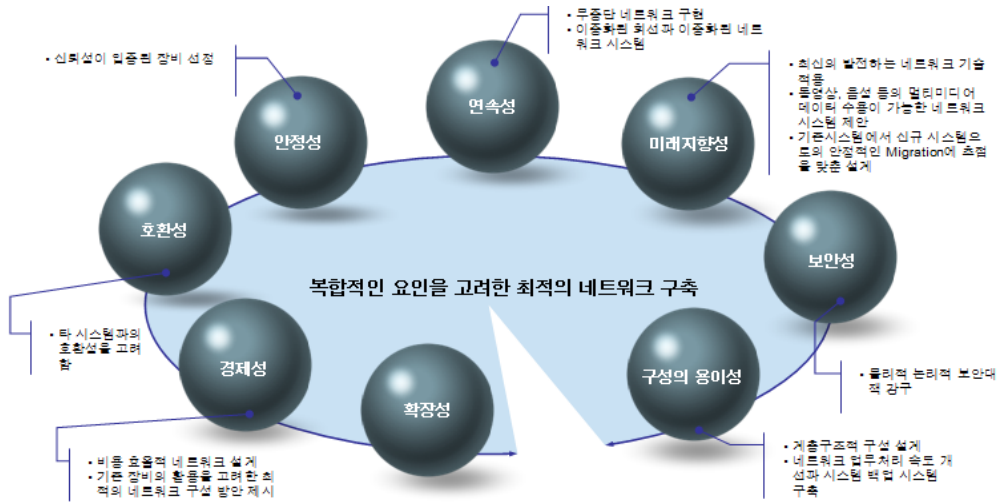 • 무중단 네트워크 구현
• 이중화된 회선과 이중화된 네트
워크 시스템
• 신뢰성이 입증된 장비 선정
연속성
• 최신의 발전하는 네트워크 기술
적용
• 동영상, 음성 등의 멀티미디어
데이터 수용이 가능한 네트워크
시스템 제안
• 기존시스템에서 신규 시스템으
로의 안정적인 Migration에 초점
을 맞춘 설계
안정성
미래지향성
호환성
보안성
복합적인 요인을 고려한 최적의 네트워크 구축
• 타 시스템과의
호환성을 고려
함
경제성
확장성
구성의 용이성
• 물리적 논리적 보안대
책 강구
• 비용 효율적 네트워크 설계
• 기존 장비의 활용을 고려한 최
적의 네트워크 구성 방안 제시
• 계층구조적 구성 설계
• 네트워크 업무처리 속도 개
선과 시스템 백업 시스템
구축